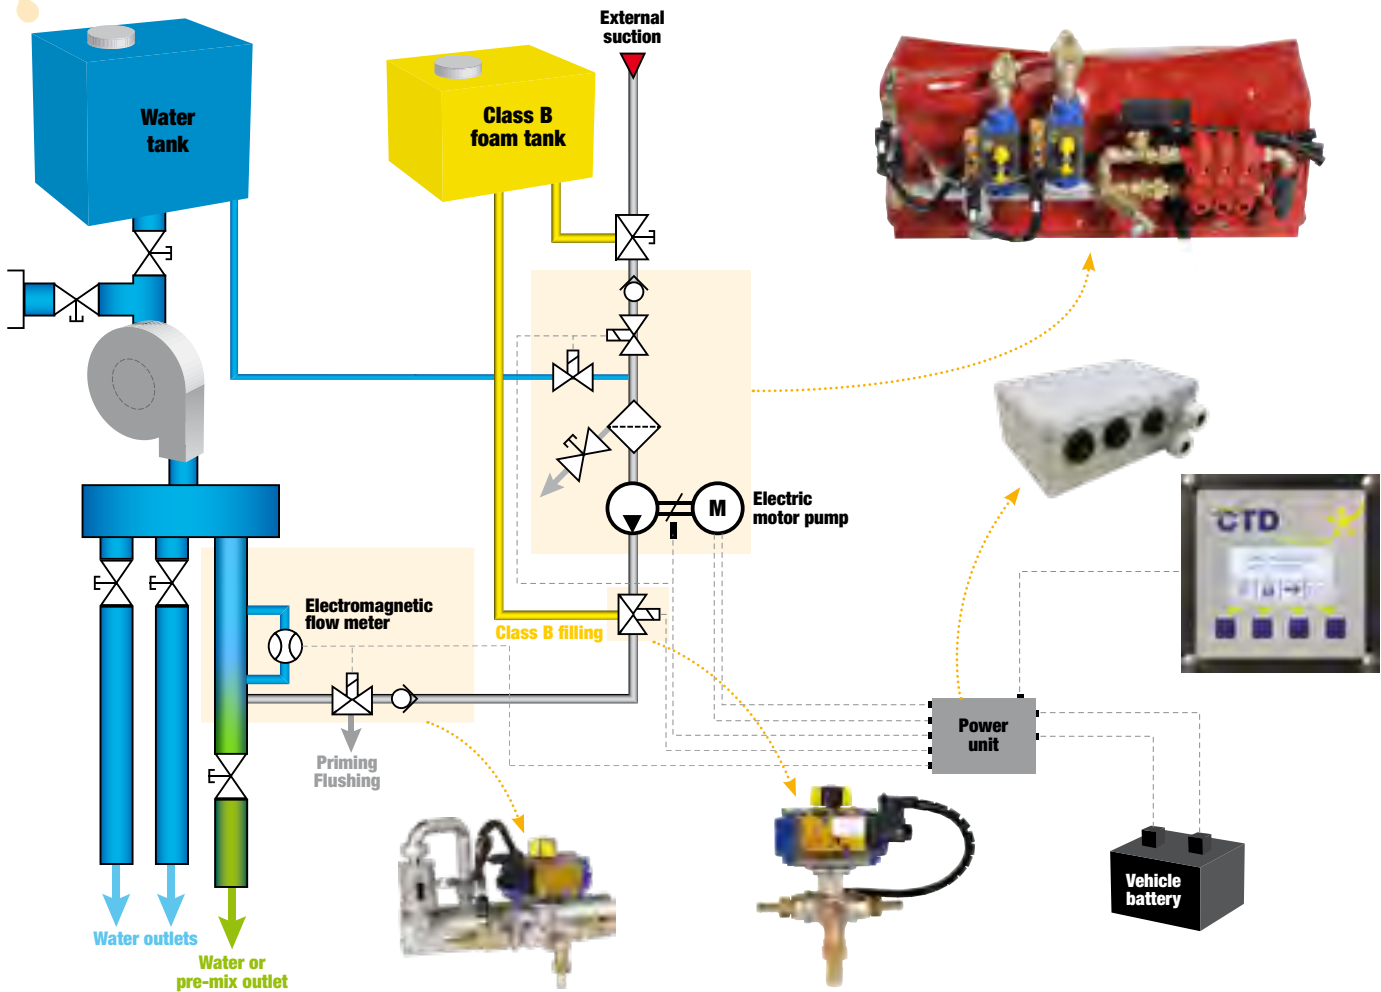 External
suction
Water
tank
Class B
foam tank
Electric
motor pump
M
CTD
Electromagnetic
flow meter
Class B filling
Power
unit
Priming
Flushing
Vehicle
battery
Water outlets
Water or
pre-mix outlet